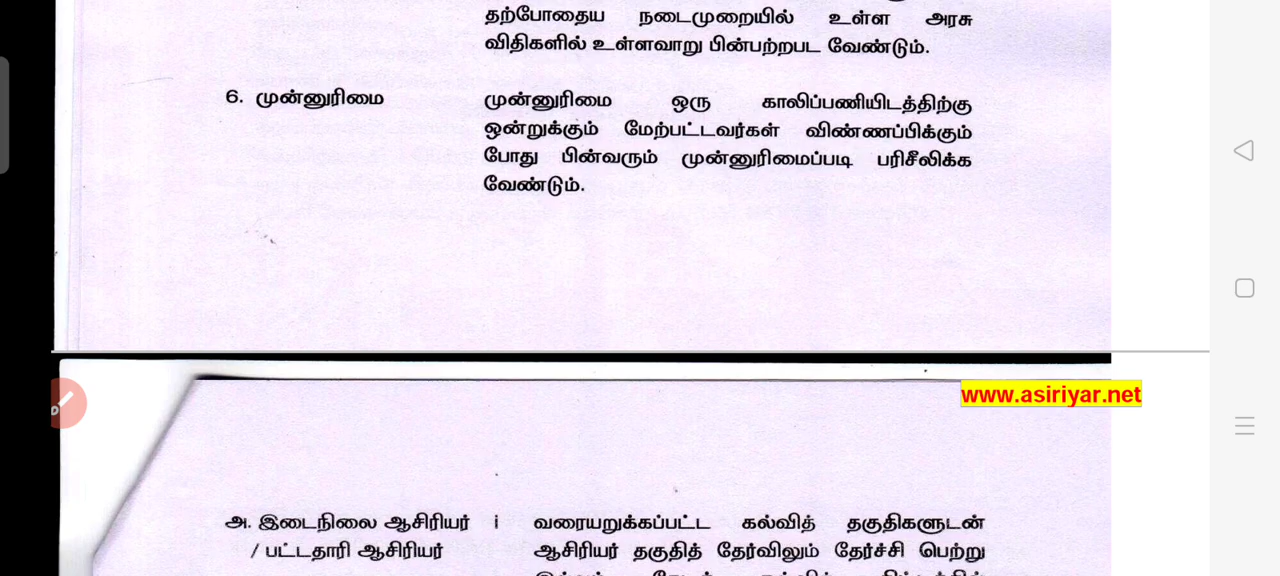 தற்போதைய நடைமுறையில் உள்ள அரசு
விதிகளில் உள்ளவாறு பின்பற்றபட வேண்டும்.
6. முன்னுரிமை முன்னுரிமை ஒரு காலிப்பணியிடத்திற்கு
ஒன்றுக்கும் மேற்பட்டவர்கள் விண்ணப்பிக்கும்
போது பின்வரும் முன்னுரிமைப்படி பரிசீலிக்க
வேண்டும்.
www.asiriyar.net
அ. இடைநிலை ஆசிரியர் i வரையறுக்கப்பட்ட கல்வித் தகுதிகளுடன்
/ பட்டதாரி ஆசிரியர் ஆசிரியர் தகுதித் தேர்விலும் தேர்ச்சி பெற்று